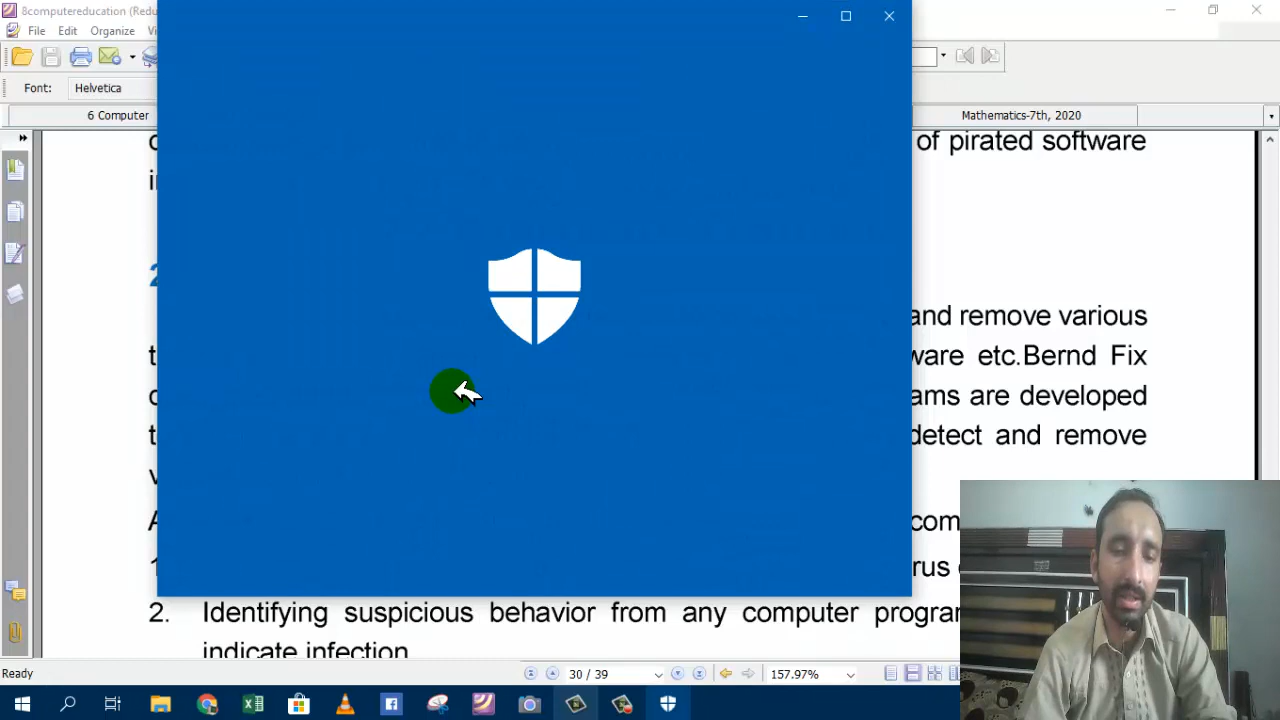 8computereducation (Redu
File Edit Organize Vi
Font: Helvetica
6 Computer
Mathematics-7th, 2020
of pirated software
and remove various
ware etc.Bernd Fix
ams are developed
detect and remove
com
rus
2. Identifying suspicious behavior from any computer progra
indicate infection
Ready
30 / 39
157.97%